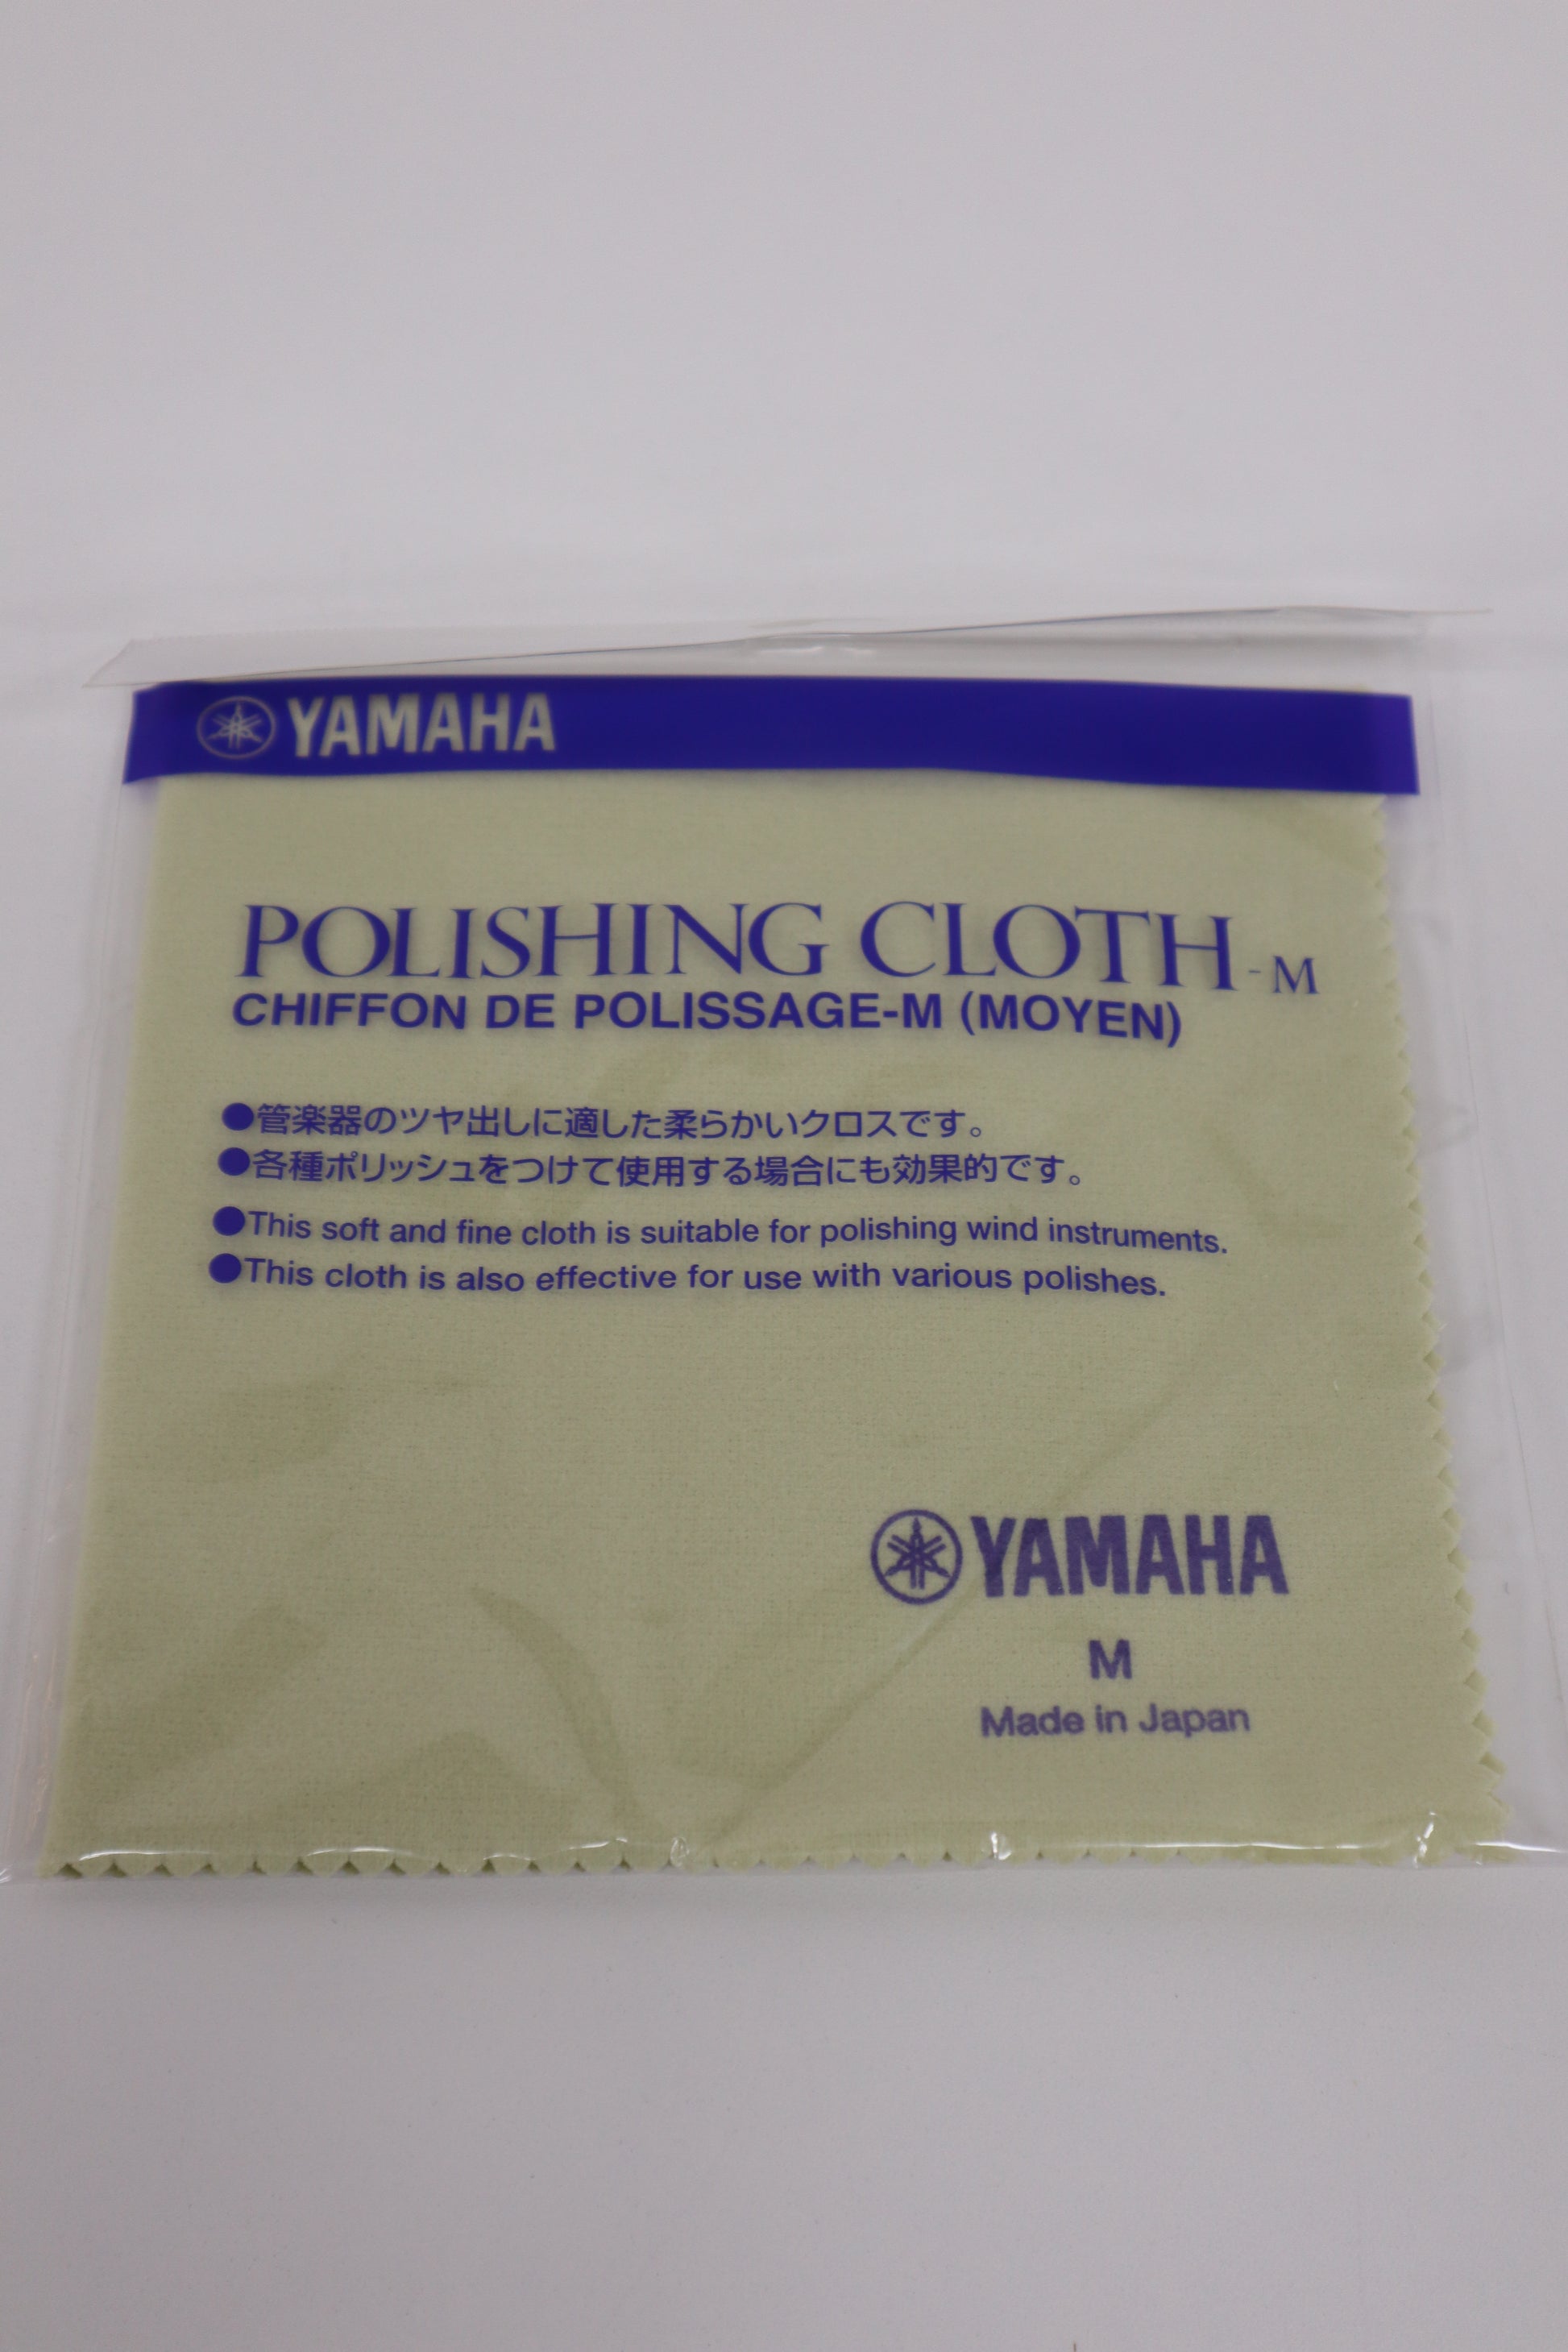 YAMAHA
POLISHING CLOTH-M
CHIFFON DE POLISSAGE-M (MOYEN)
●管楽器のツヤ出しに適した柔らかいクロスです。
●各種ポリッシュをつけて使用する場合にも効果的です。
●This soft and fine cloth is suitable for polishing wind instruments.
●This cloth is also effective for use with various polishes.
YAMAHA
M
Made in Japan